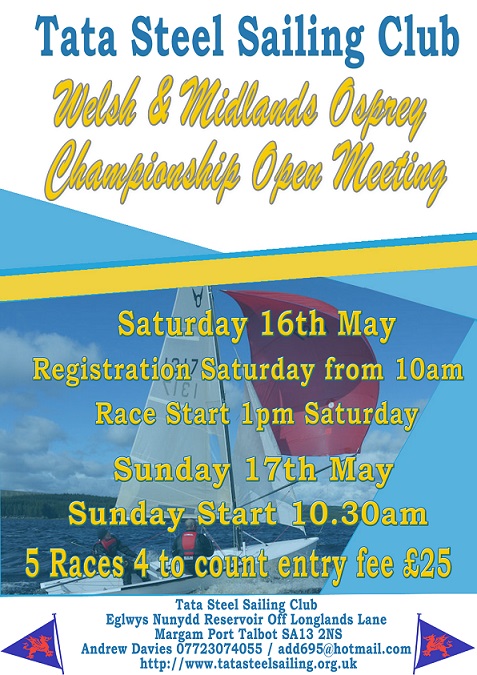 Tata Steel Sailing Club
Welsh & Midlands Osprey
Championship Open Meeting
Saturday 16th May
Registration Saturday from 10am
Race Start 1pm Saturday
Sunday 17th May
Sunday Start 10.30am
5 Races 4 to count entry fee £25
Tata Steel Sailing Club
Eglwys Nunydd Reservoir Off Longlands Lane
Margam Port Talbot SA13 2NS
Andrew Davies 07723074055 / add695@hotmail.com
http://www.tatasteelsailing.org.uk